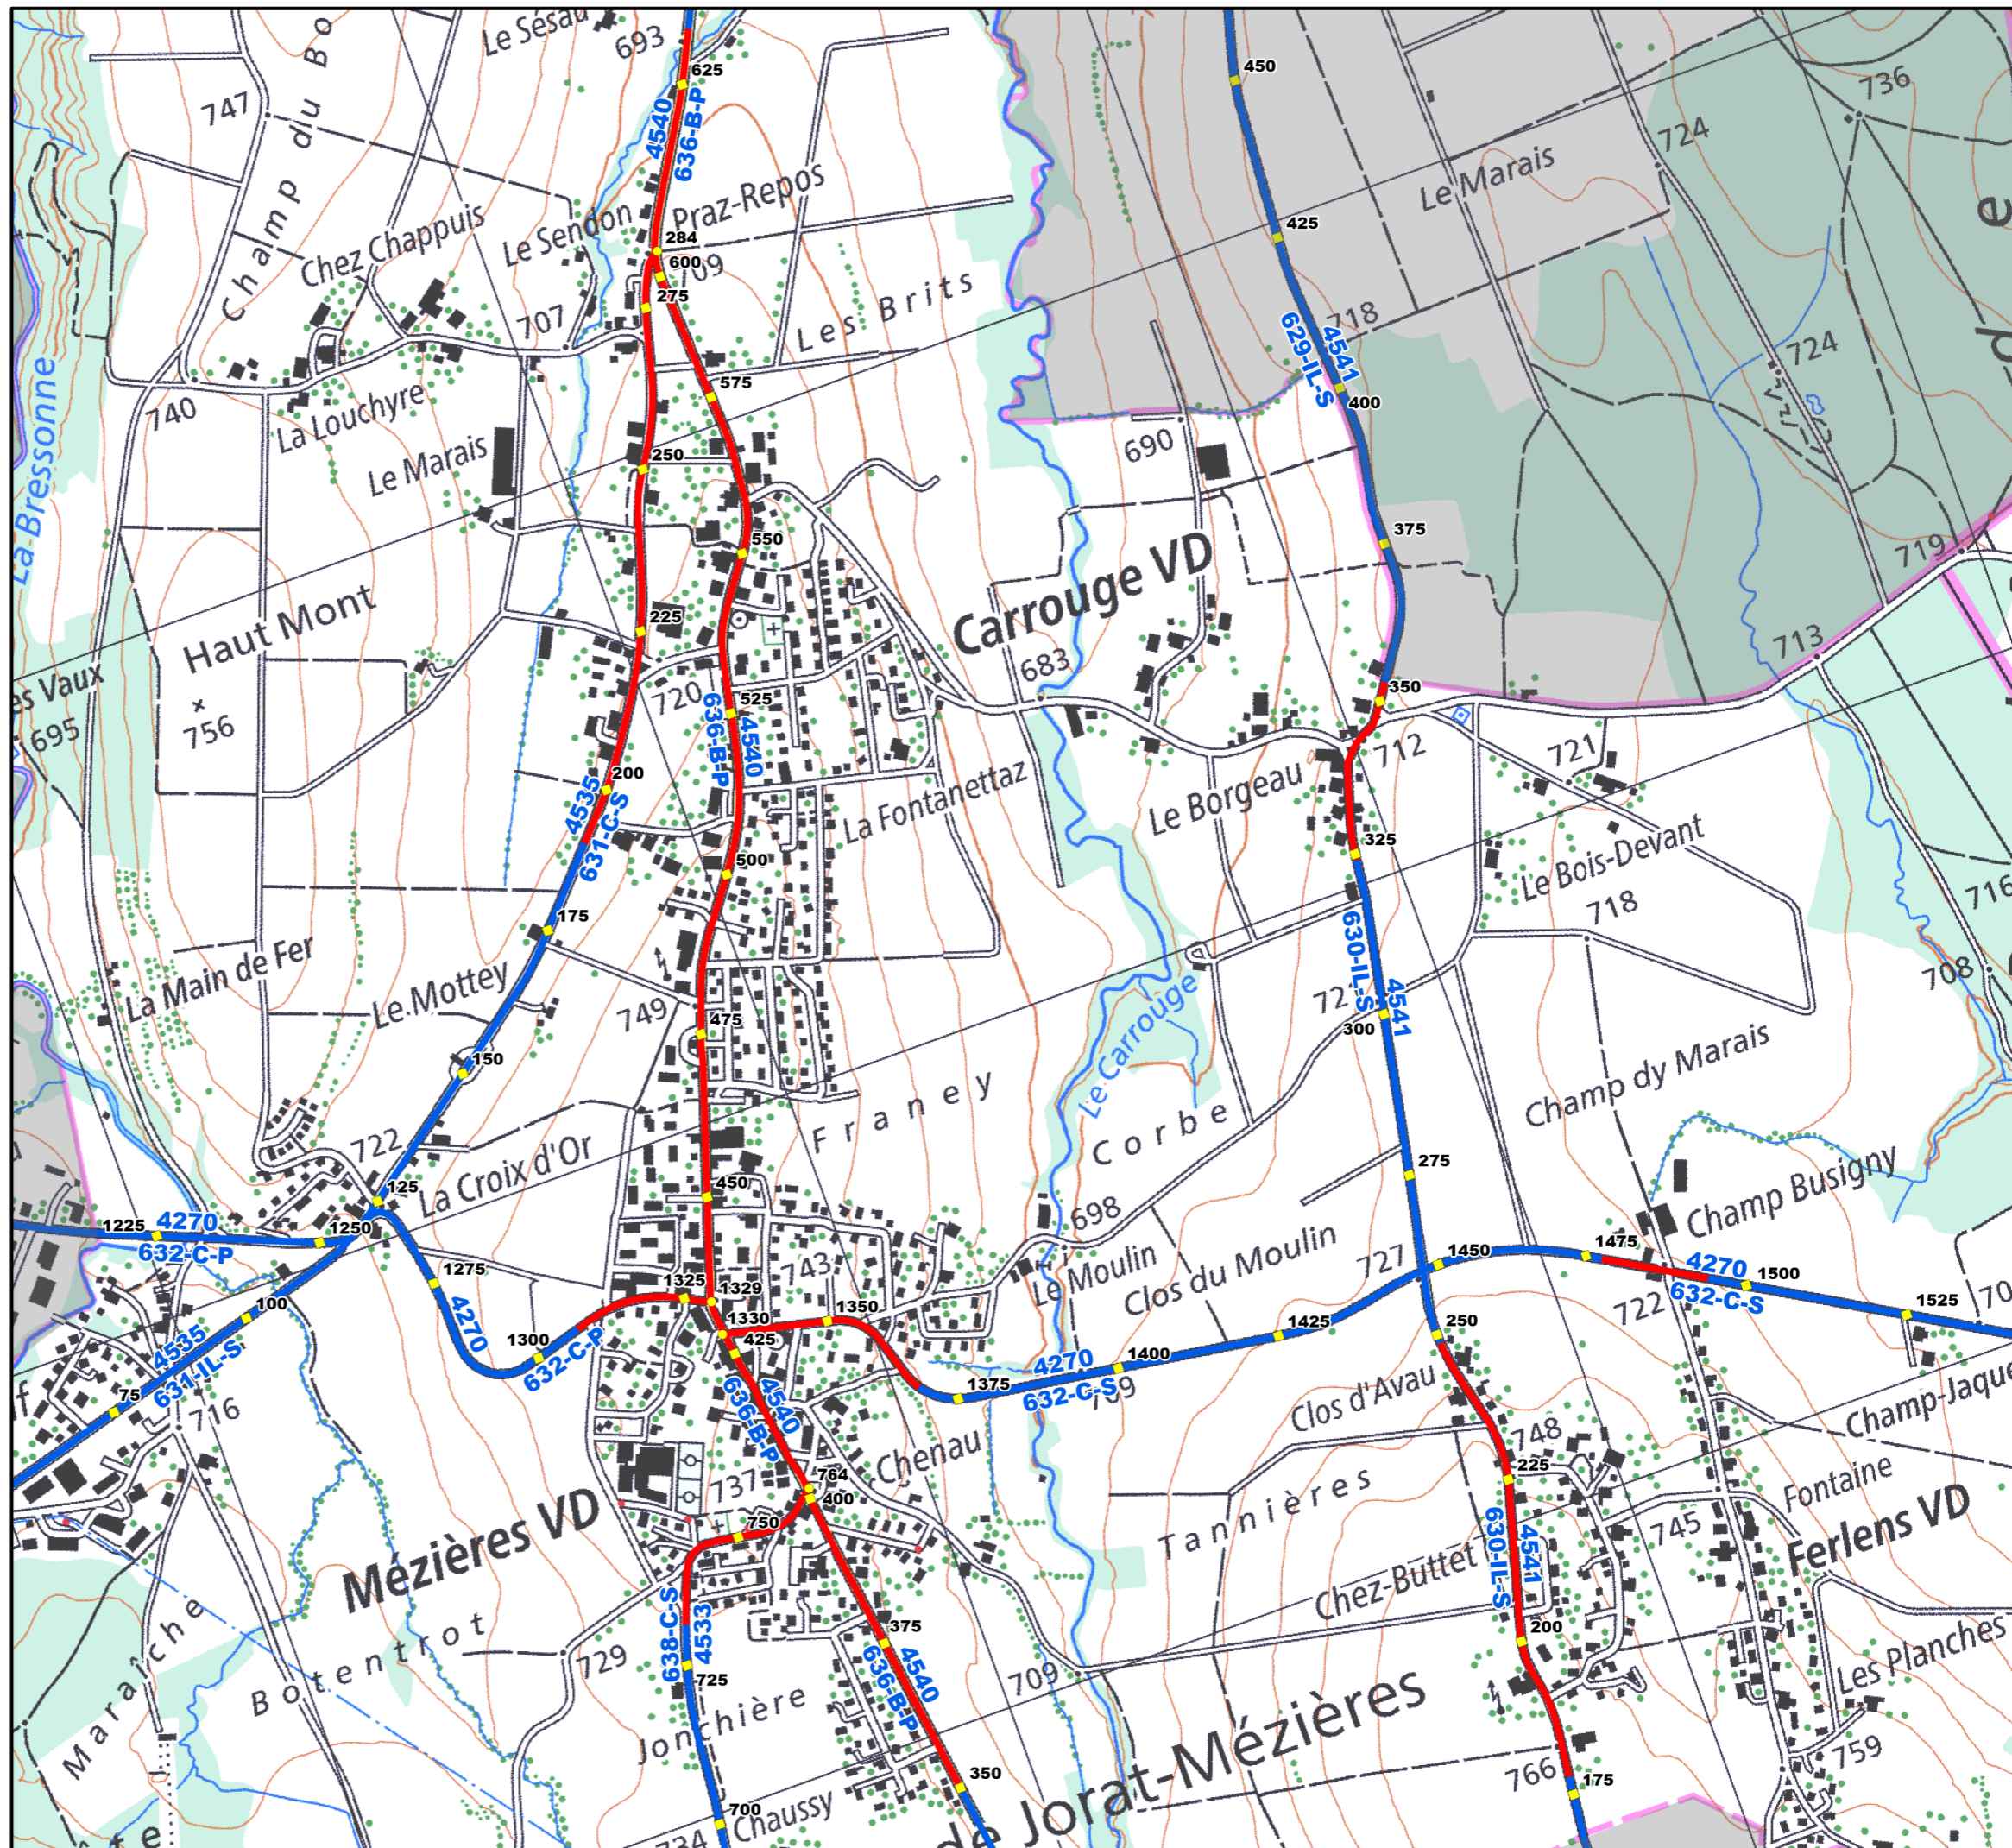 Le Sésau
693
625
450
747
Champ du Bo
4540
636-B-P
736
724
Le Marais
e
Praz-Repos
Le Sendon
Chez Chappuis
284
600
709
425
275
707
Les Brits
718
4541
629-IL-S
724
d
La Bressonne
740
La Louchyre
575
400
Le Marais
250
690
550
375
Carrouge VD
719
Haut Mont
225
713
es Vaux
695
756
720
683
525
636-B-P
4540
350
712
721
200
4535
631-C-S
La Fontanettaz
Le Borgeau
325
Le Bois-Devant
718
500
175
716
La Main de Fer
Le Mottey
749
630-IL-S
4541
708
475
Le Carrouge
300
150
Franey
Corbe
Champ dy Marais
722
125
La Croix d'Or
275
Champ Busigny
450
698
1225
4270
632-C-P
1250
743
Le Moulin
Clos du Moulin
727
1450
1475
4270
632-C-S
1500
1275
1325
1329
1330
1350
722
1525
70
100
4270
1300
632-C-P
425
1425
250
4535
631-IL-S
75
1375
4270
632-C-S
1400
709
Clos d'Avau
Champ-Jaque
f
716
4540
636-B-P
748
Chenau
225
737
764
400
Tannières
Fontaine
750
745
Mézières VD
4541
630-IL-S
Chez-Buttet
Ferlens VD
Maraîche
Botentrot
638-C-S
4533
375
200
729
725
709
4540
636-B-P
Les Planches
Jonchière
de Jorat-Mézières
759
350
766
175
700
Chaussy
734